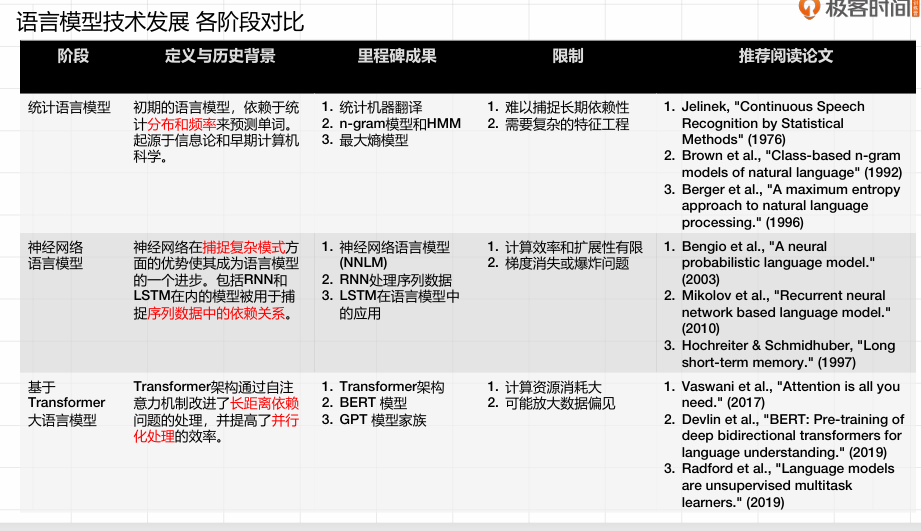 语言模型技术发展 各阶段对比
极客时间
阶段
定义与历史背景
里程碑成果
限制
推荐阅读论文
统计语言模型
初期的语言模型，依赖于统
计分布和频率来预测单词。
起源于信息论和早期计算机
科学。
1. 统计机器翻译
2. n-gram模型和HMM
3. 最大熵模型
1. 难以捕捉长期依赖性
2. 需要复杂的特征工程
1. Jelinek, "Continuous Speech
Recognition by Statistical
Methods" (1976)
2. Brown et al., "Class-based n-gram
models of natural language" (1992)
3. Berger et al., "A maximum entropy
approach to natural language
processing." (1996)
神经网络
语言模型
神经网络在捕捉复杂模式方
面的优势使其成为语言模型
的一个进步。包括RNN和
LSTM在内的模型被用于捕
捉序列数据中的依赖关系。
1. 神经网络语言模型
(NNLM)
2. RNN处理序列数据
3. LSTM在语言模型中
的应用
1. 计算效率和扩展性有限
2. 梯度消失或爆炸问题
1. Bengio et al., "A neural
probabilistic language model."
(2003)
2. Mikolov et al., "Recurrent neural
network based language model."
(2010)
3. Hochreiter & Schmidhuber, "Long
short-term memory." (1997)
基于
Transformer
大语言模型
Transformer架构通过自注
意力机制改进了长距离依赖
问题的处理，并提高了并行
化处理的效率。
1. Transformer架构
2. BERT 模型
3. GPT 模型家族
1. 计算资源消耗大
2. 可能放大数据偏见
1. Vaswani et al., "Attention is all you
need." (2017)
2. Devlin et al., "BERT: Pre-training of
deep bidirectional transformers for
language understanding." (2019)
3. Radford et al., "Language models
are unsupervised multitask
learners." (2019)